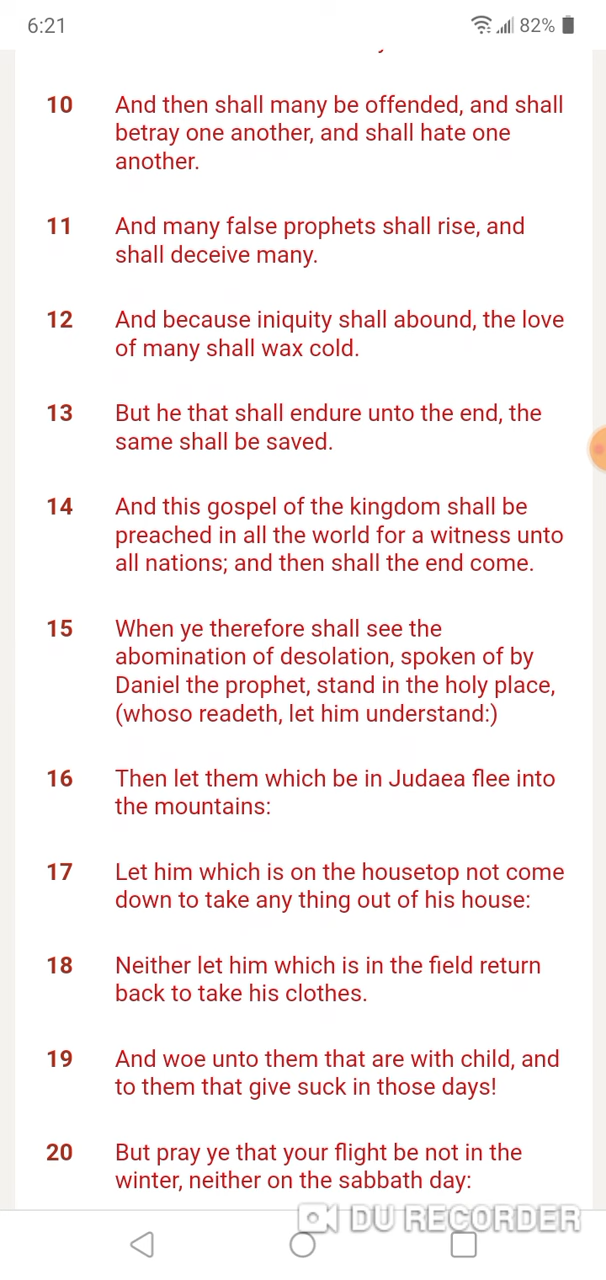 6:21 82%
10 And then shall many be offended, and shall
betray one another, and shall hate one
another.
11 And many false prophets shall rise, and
shall deceive many.
12 And because iniquity shall abound, the love
of many shall wax cold.
13 But he that shall endure unto the end, the
same shall be saved.
14 And this gospel of the kingdom shall be
preached in all the world for a witness unto
all nations; and then shall the end come.
15 When ye therefore shall see the
abomination of desolation, spoken of by
Daniel the prophet, stand in the holy place,
(whoso readeth, let him understand:)
16 Then let them which be in Judaea flee into
the mountains:
17 Let him which is on the housetop not come
down to take any thing out of his house:
18 Neither let him which is in the field return
back to take his clothes.
19 And woe unto them that are with child, and
to them that give suck in those days!
20 But pray ye that your flight be not in the
winter, neither on the sabbath day:
DU RECORDER